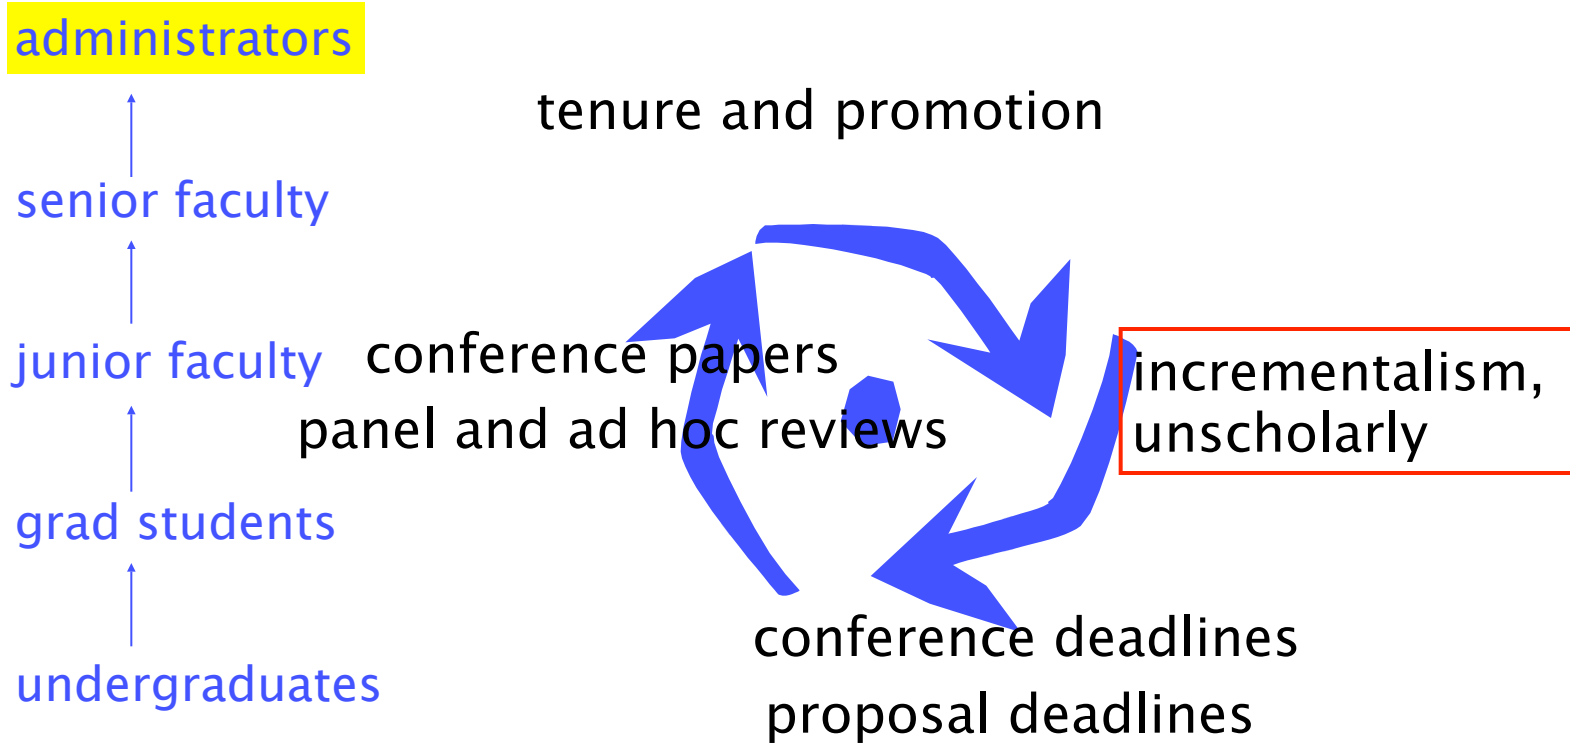 administrators
tenure and promotion
senior faculty
junior faculty
conference papers
incrementalism,
unscholarly
panel and ad hoc reviews
grad students
conference deadlines
undergraduates
proposal deadlines